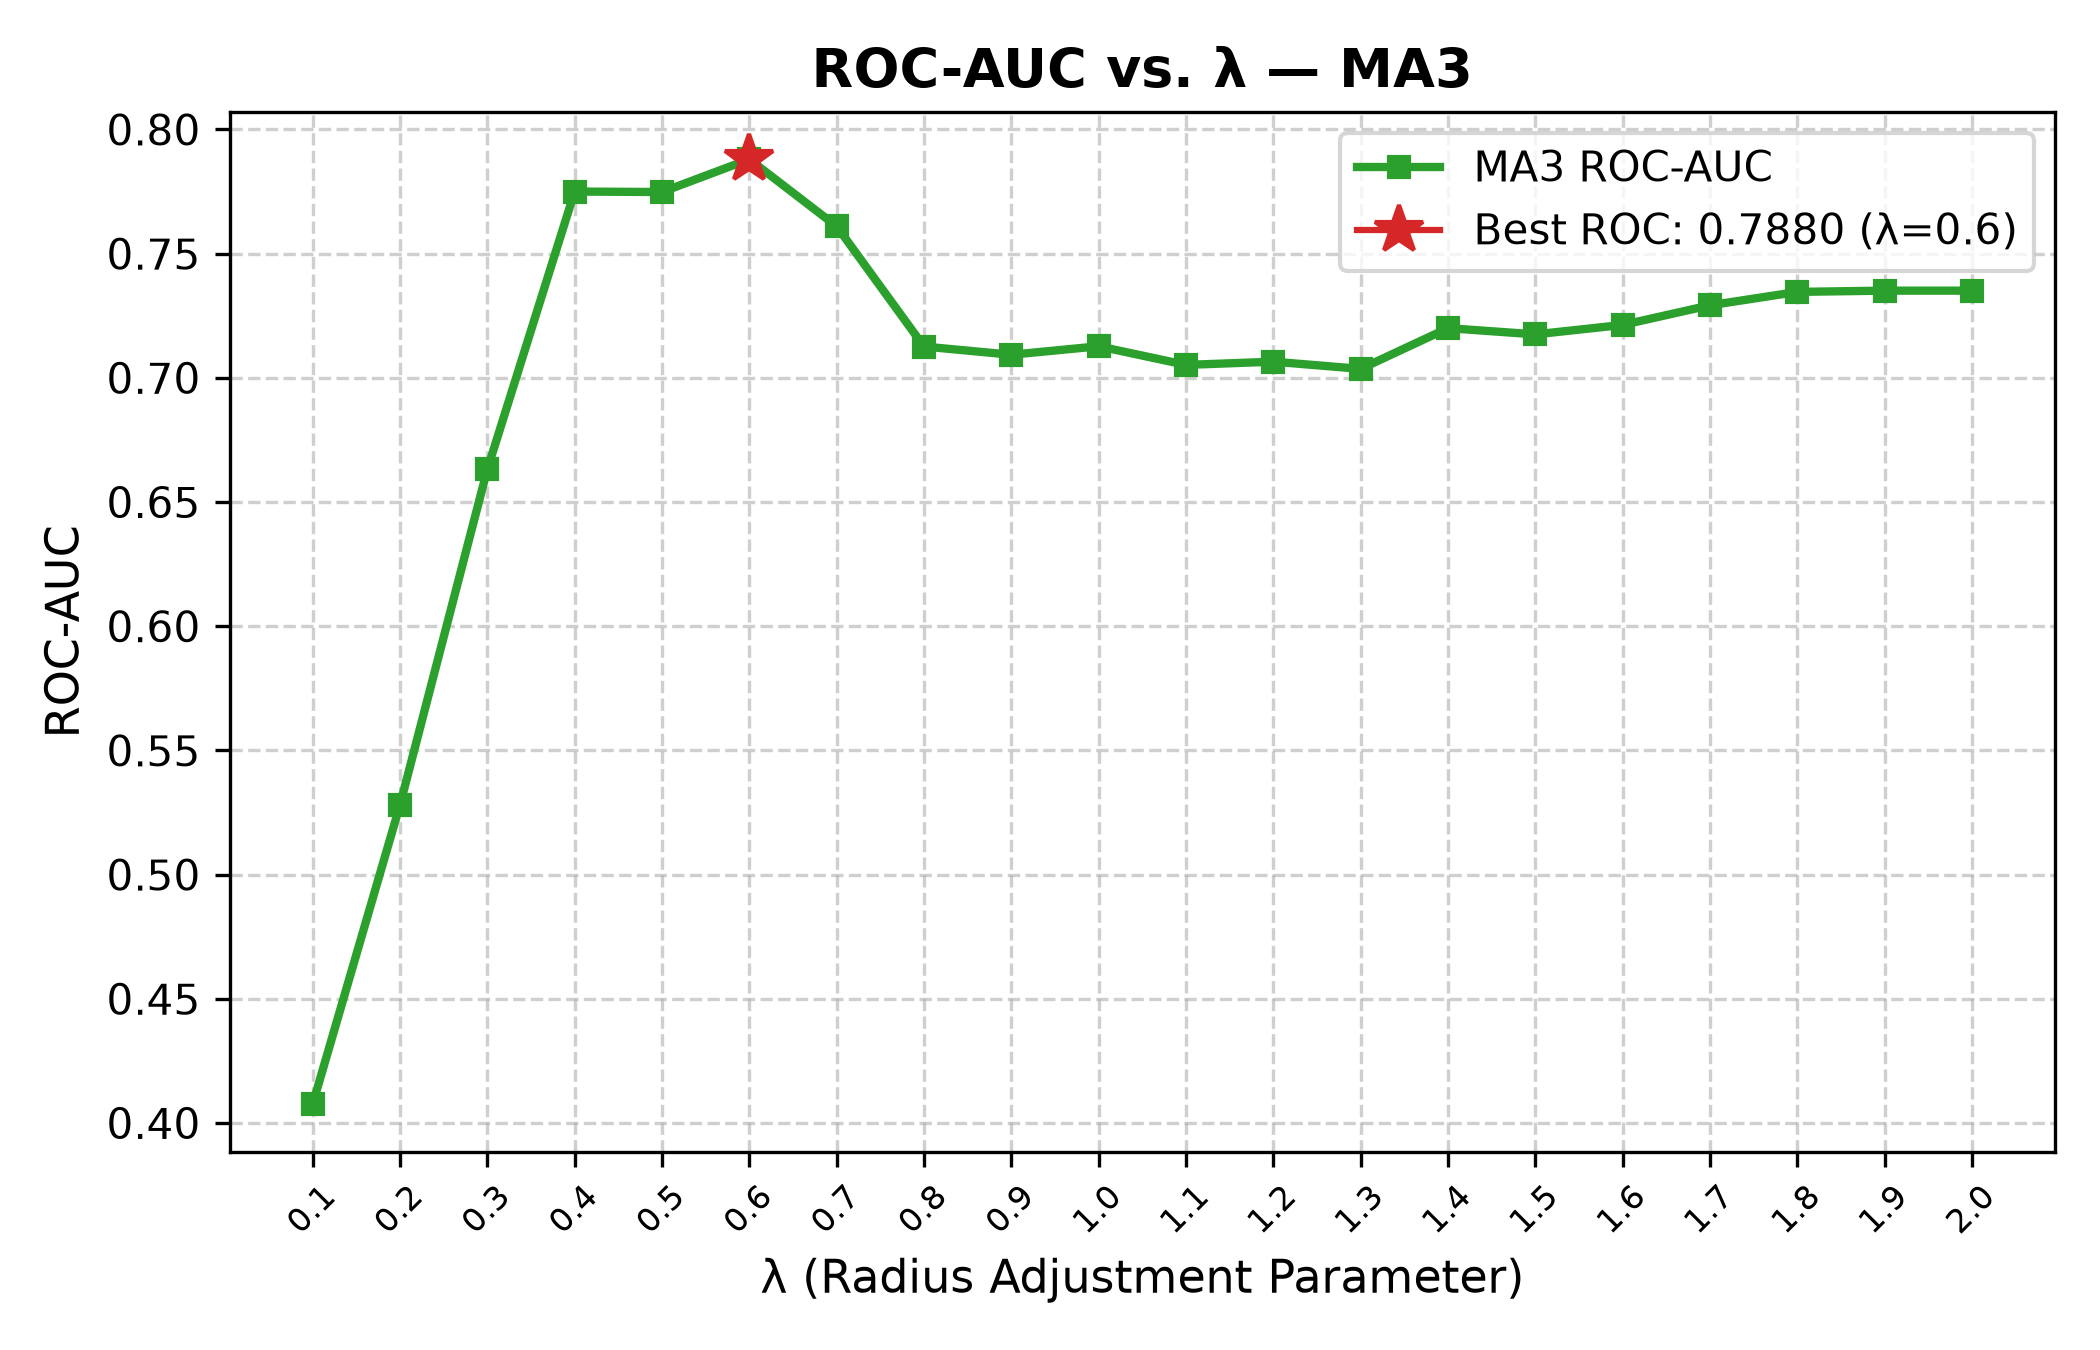 ROC-AUC vs. λ — MA3
MA3 ROC-AUC
Best ROC: 0.7880 (λ=0.6)
ROC-AUC
0.80
0.75
0.70
0.65
0.60
0.55
0.50
0.45
0.40
0.1 0.2 0.3 0.4 0.5 0.6 0.7 0.8 0.9 1.0 1.1 1.2 1.3 1.4 1.5 1.6 1.7 1.8 1.9 2.0
λ (Radius Adjustment Parameter)